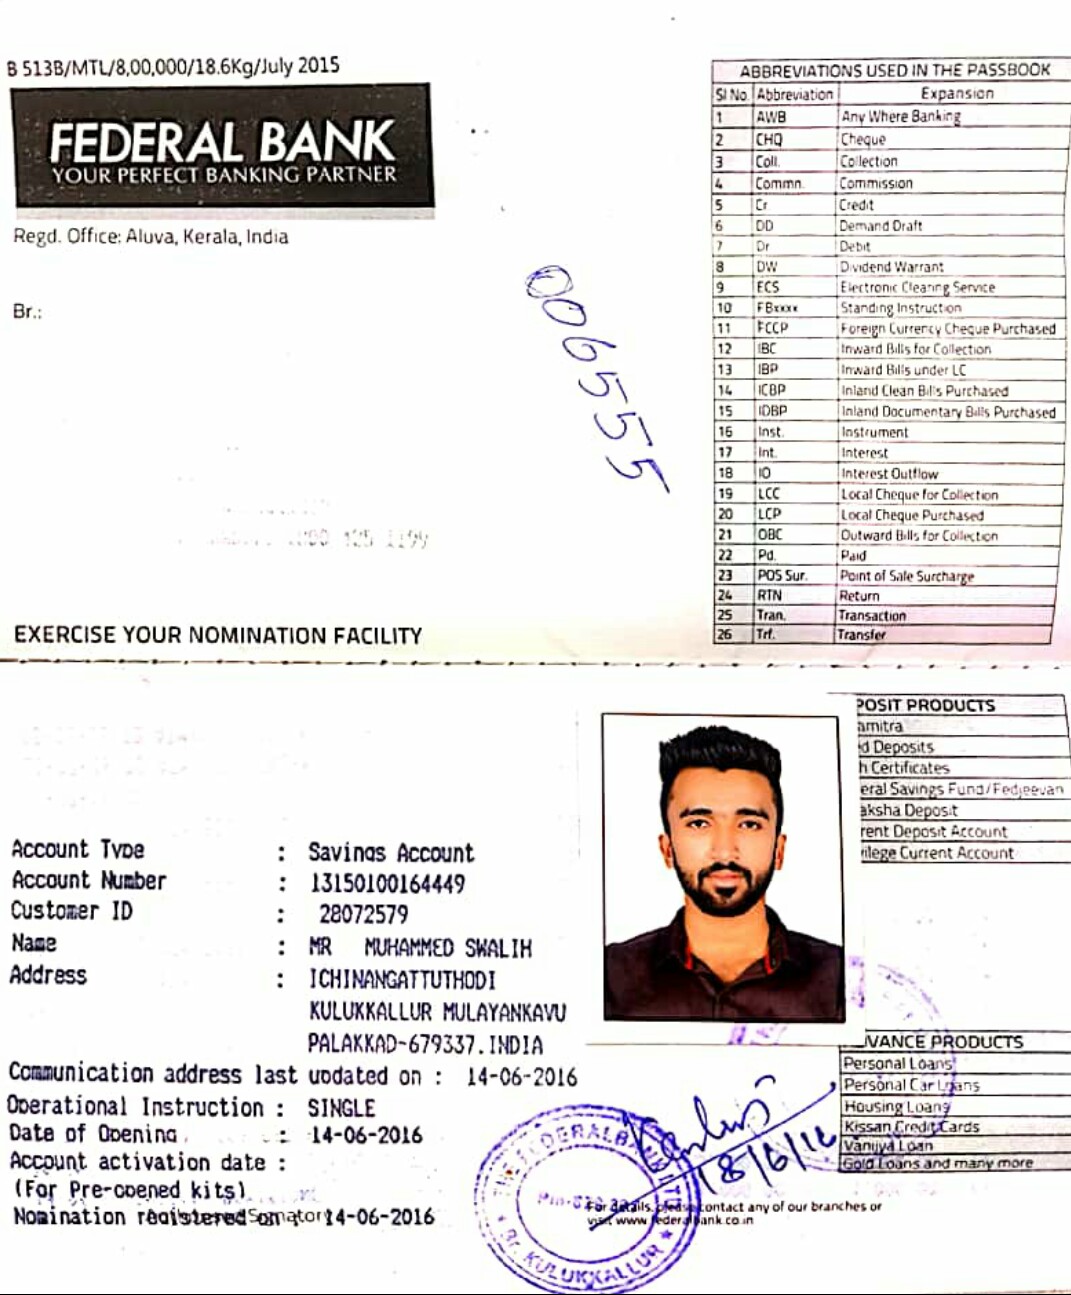 B 513B/MTL/8,00,000/18.6Kg/July 2015
FEDERAL BANK
YOUR PERFECT BANKING PARTNER
Regd. Office: Aluva, Kerala, India
Br.:
006555
1800 425 1199
EXERCISE YOUR NOMINATION FACILITY
ABBREVIATIONS USED IN THE PASSBOOK
Sl No. Abbreviation Expansion
1 AWB Any Where Banking
2 CHQ Cheque
3 Coll. Collection
4 Commn. Commission
5 Cr Credit
6 DD Demand Draft
7 Dr Debit
8 DW Dividend Warrant
9 ECS Electronic Clearing Service
10 FBxxxx Standing Instruction
11 FCCP Foreign Currency Cheque Purchased
12 IBC Inward Bills for Collection
13 IBP Inward Bills under LC
14 ICBP Inland Clean Bills Purchased
15 IDBP Inland Documentary Bills Purchased
16 Inst. Instrument
17 Int. Interest
18 IO Interest Outflow
19 LCC Local Cheque for Collection
20 LCP Local Cheque Purchased
21 OBC Outward Bills for Collection
22 Pd. Paid
23 POS Sur. Point of Sale Surcharge
24 RTN Return
25 Tran. Transaction
26 Trf. Transfer
Account Type : Savings Account
Account Number : 13150100164449
Customer ID : 28072579
Name : MR MUHAMMED SWALIH
Address : ICHINANGATTUTHODI
KULUKKALLUR MULAYANKAVU
PALAKKAD-679337.INDIA
Communication address last updated on : 14-06-2016
Operational Instruction : SINGLE
Date of Opening : 14-06-2016
Account activation date :
(For Pre-opened kits)
Nomination registered on : 14-06-2016
Authorised Signatory
POSIT PRODUCTS
amitra
d Deposits
h Certificates
eral Savings Fund/Fedjeevan
aksha Deposit
rent Deposit Account
vilege Current Account
VANCE PRODUCTS
Personal Loans
Personal Car Loans
Housing Loans
Kissan Credit Cards
Vanijya Loan
Gold Loans and many more
For details, please contact any of our branches or
visit www.federalbank.co.in
THE FEDERAL BANK LTD
Br. KULUKKALLUR
18/6/16